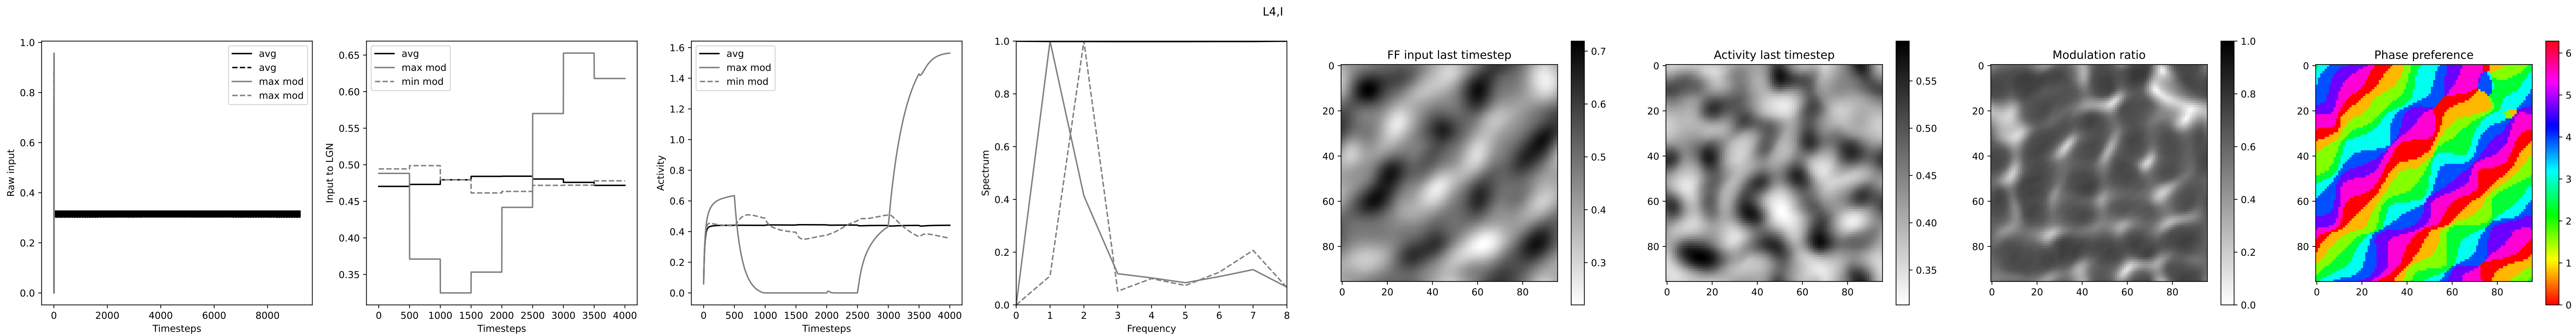 L4,I
Raw input
1.0
0.8
0.6
0.4
0.2
0.0
avg
avg
max mod
max mod
0 2000 4000 6000 8000
Timesteps
Input to LGN
0.65
0.60
0.55
0.50
0.45
0.40
0.35
avg
max mod
min mod
0 500 1000 1500 2000 2500 3000 3500 4000
Timesteps
Activity
1.6
1.4
1.2
1.0
0.8
0.6
0.4
0.2
0.0
avg
max mod
min mod
0 500 1000 1500 2000 2500 3000 3500 4000
Timesteps
Spectrum
1.0
0.8
0.6
0.4
0.2
0.0
0 1 2 3 4 5 6 7 8
Frequency
FF input last timestep
0
20
40
60
80
0 20 40 60 80
0.7
0.6
0.5
0.4
0.3
Activity last timestep
0
20
40
60
80
0 20 40 60 80
0.55
0.50
0.45
0.40
0.35
Modulation ratio
0
20
40
60
80
0 20 40 60 80
1.0
0.8
0.6
0.4
0.2
0.0
Phase preference
0
20
40
60
80
0 20 40 60 80
6
5
4
3
2
1
0